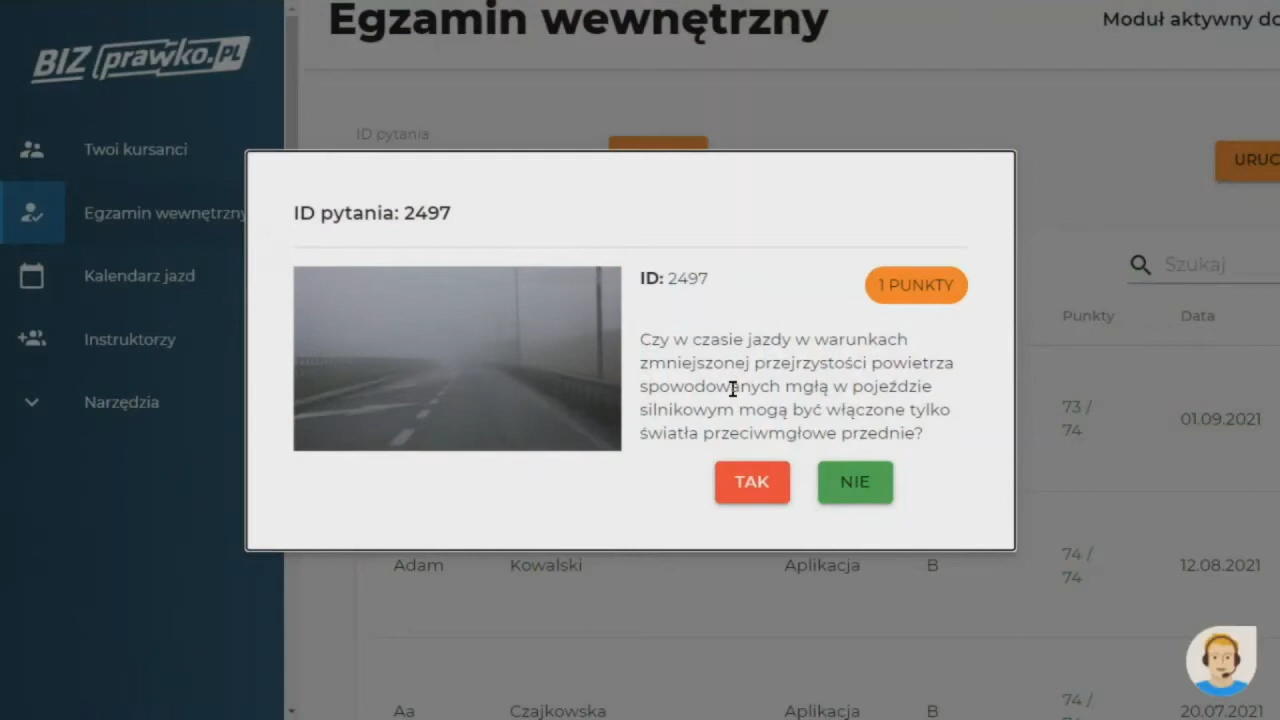 Egzamin wewnętrzny
Moduł aktywny do
BIZ prawko.PL
Twoi kursanci
Egzamin wewnętrzny
Kalendarz jazd
Instruktorzy
Narzędzia
ID pytania
URUC
Szukaj
Punkty
Data
ID pytania: 2497
ID: 2497
1 PUNKTY
Czy w czasie jazdy w warunkach
zmniejszonej przejrzystości powietrza
spowodowanych mgłą w pojeździe
silnikowym mogą być włączone tylko
światła przeciwmgłowe przednie?
TAK
NIE
73 /
74
01.09.2021
Adam
Kowalski
Aplikacja
B
74 /
74
12.08.2021
Aa
Czajkowska
Aplikacja
B
74 /
20.07.2021